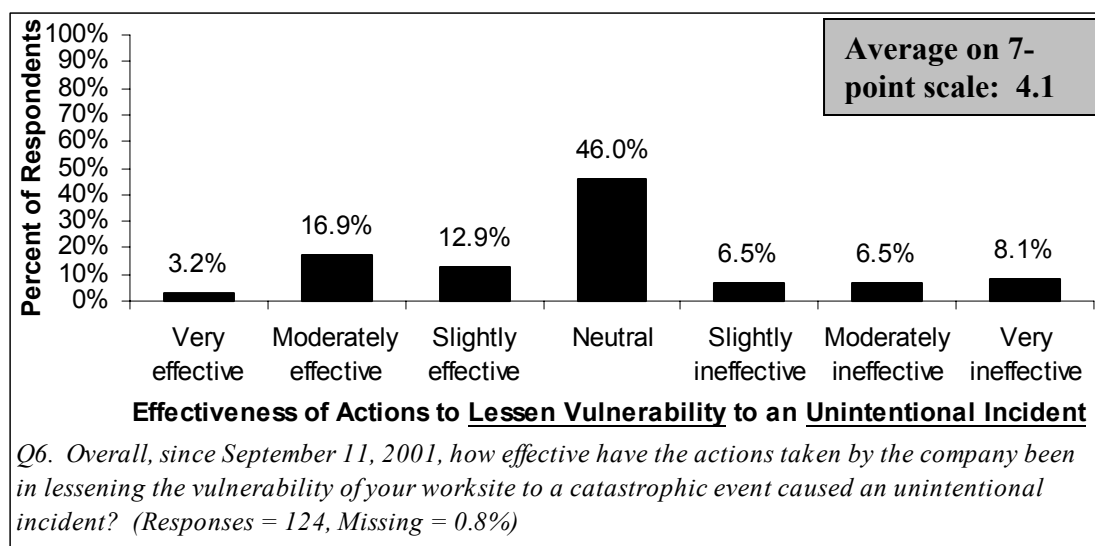 100%
90%
80%
70%
60%
50%
40%
30%
20%
10%
0%
Percent of Respondents
Average on 7-
point scale: 4.1
3.2%
16.9%
12.9%
46.0%
6.5%
6.5%
8.1%
Very
effective
Moderately
effective
Slightly
effective
Neutral
Slightly
ineffective
Moderately
ineffective
Very
ineffective
Effectiveness of Actions to Lessen Vulnerability to an Unintentional Incident
Q6. Overall, since September 11, 2001, how effective have the actions taken by the company been
in lessening the vulnerability of your worksite to a catastrophic event caused an unintentional
incident? (Responses = 124, Missing = 0.8%)